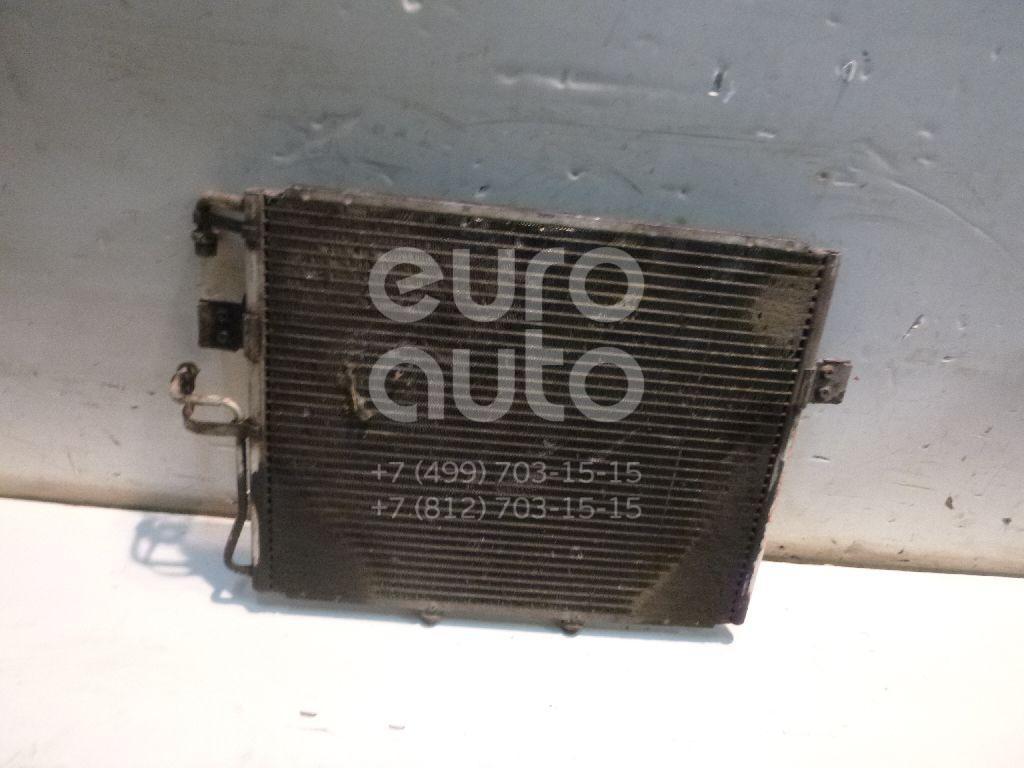 euro
auto
+7 (499) 703-15-15
+7 (812) 703-15-15